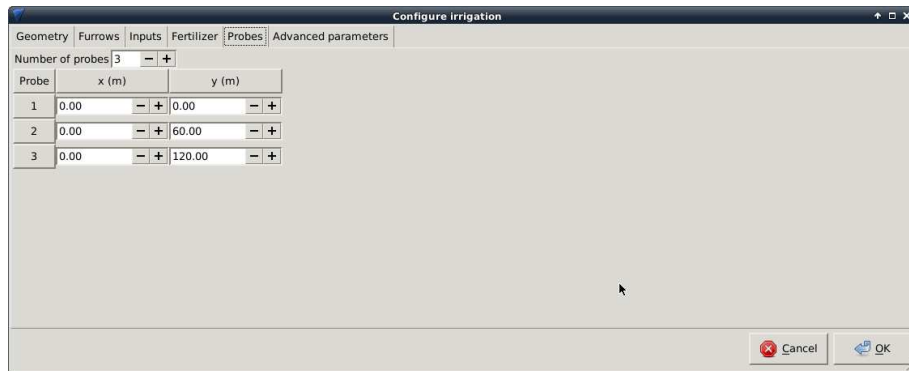 Configure irrigation
Geometry Furrows Inputs Fertilizer Probes Advanced parameters
Number of probes 3 − +
Probe x (m) y (m)
1 0.00 − + 0.00 − +
2 0.00 − + 60.00 − +
3 0.00 − + 120.00 − +
Cancel OK